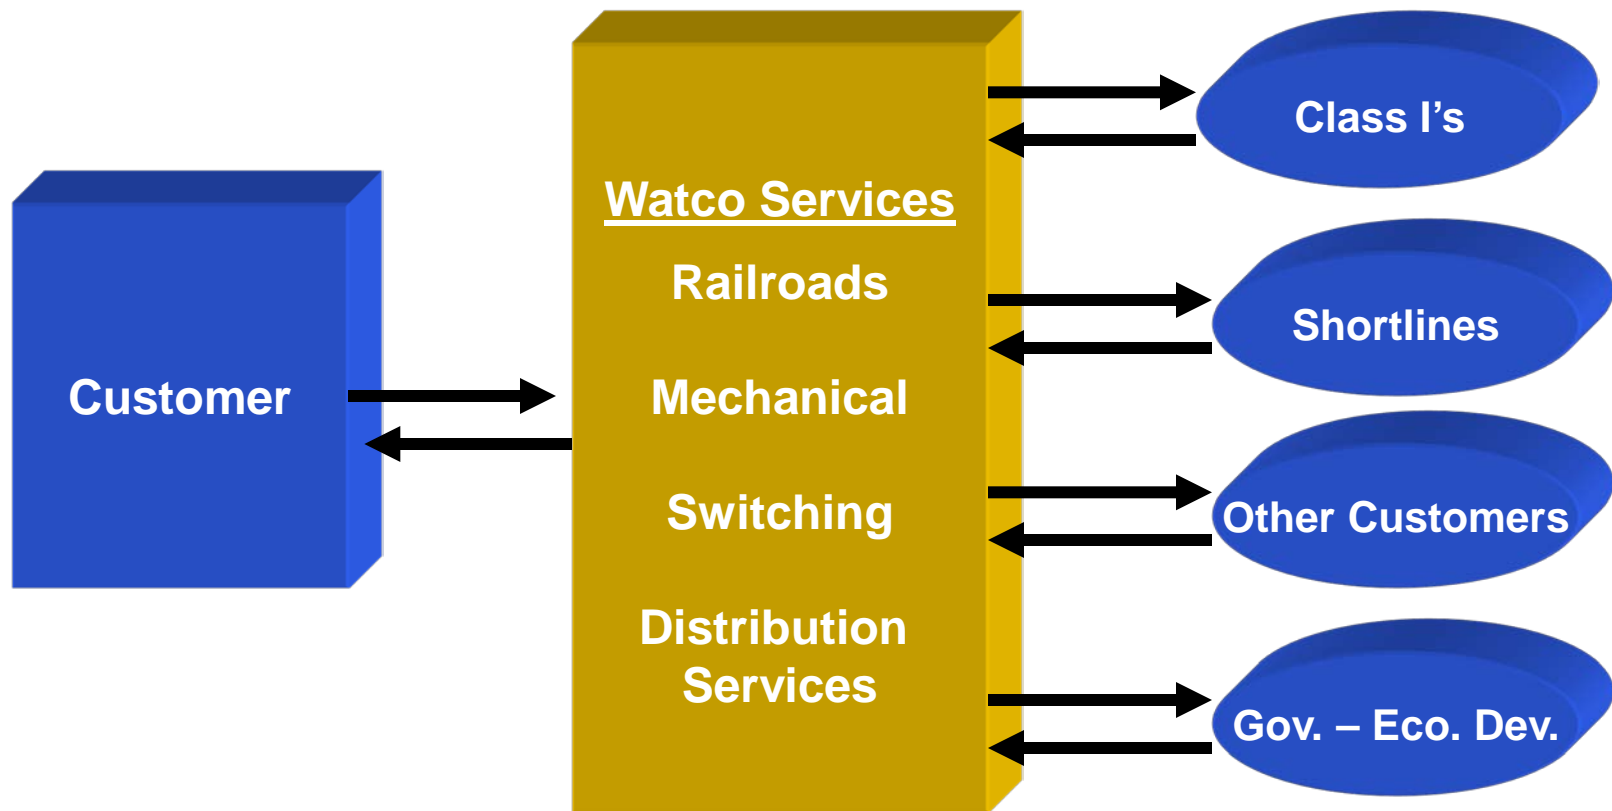 Customer
Watco Services
Railroads
Mechanical
Switching
Distribution
Services
Class I’s
Shortlines
Other Customers
Gov. – Eco. Dev.